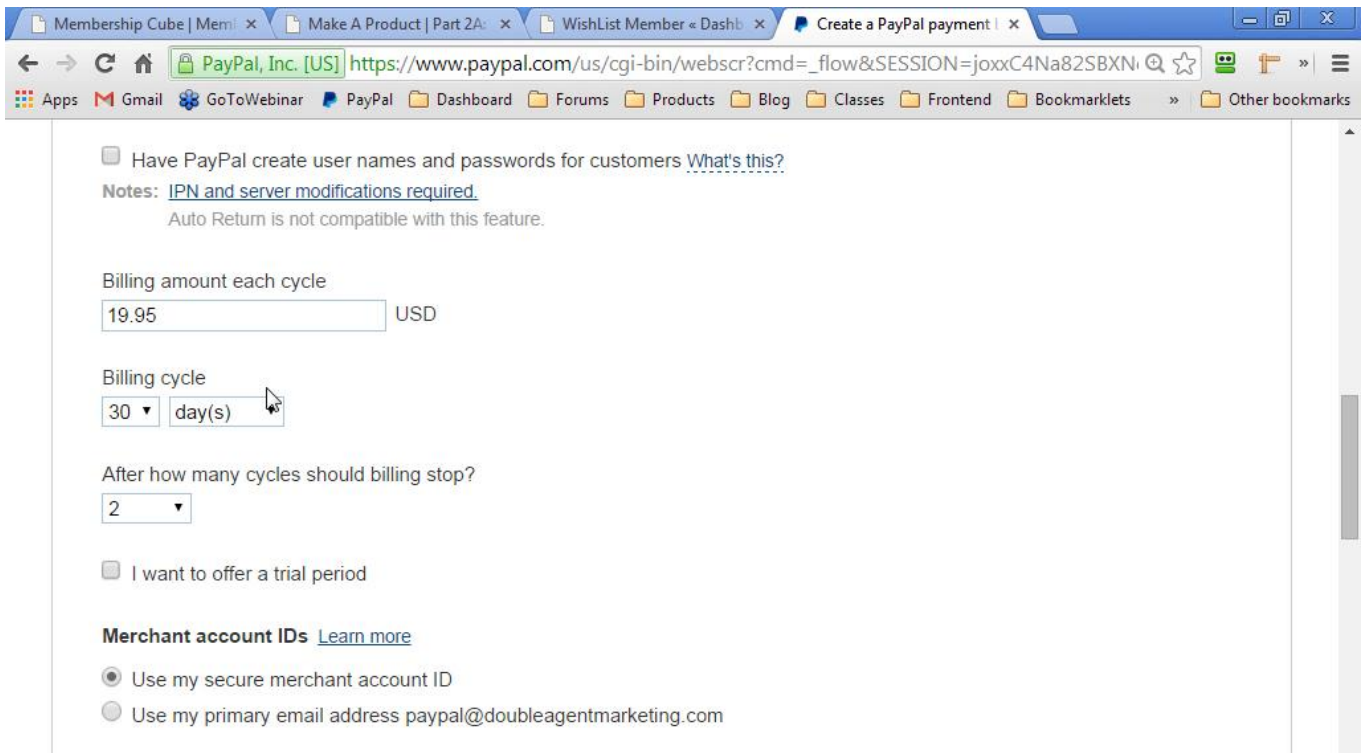 Membership Cube | Mem
Make A Product | Part 2A:
WishList Member « Dashb
Create a PayPal payment
PayPal, Inc. [US] https://www.paypal.com/us/cgi-bin/webscr?cmd=_flow&SESSION=joxxC4Na82SBXN
Apps Gmail GoToWebinar PayPal Dashboard Forums Products Blog Classes Frontend Bookmarklets » Other bookmarks
Have PayPal create user names and passwords for customers What's this?
Notes: IPN and server modifications required.
Auto Return is not compatible with this feature.
Billing amount each cycle
19.95 USD
Billing cycle
30 day(s)
After how many cycles should billing stop?
2
I want to offer a trial period
Merchant account IDs Learn more
Use my secure merchant account ID
Use my primary email address paypal@doubleagentmarketing.com